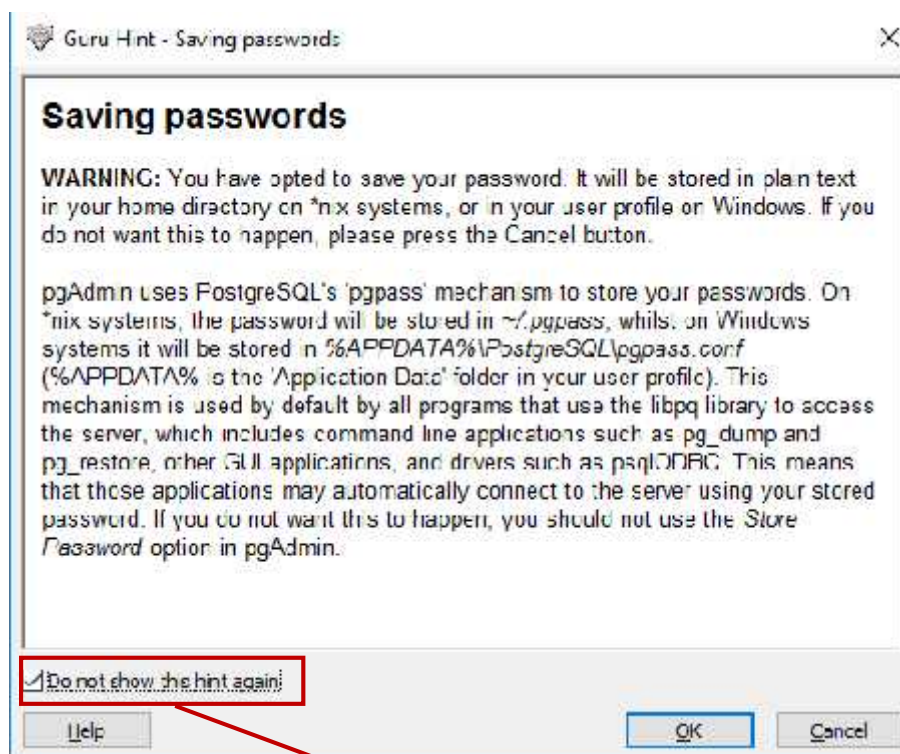 Guru Hint - Saving passwords
Saving passwords
WARNING: You have opted to save your password. It will be stored in plain text
in your home directory on *nix systems, or in your user profile on Windows. If you
do not want this to happen, please press the Cancel button.
pgAdmin uses PostgreSQL's 'pgpass' mechanism to store your passwords. On
*nix systems, the password will be stored in ~/.pgpass, whilst on Windows
systems it will be stored in %APPDATA%\PostgreSQL\pgpass.conf
(%APPDATA% is the 'Application Data' folder in your user profile). This
mechanism is used by default by all programs that use the libpq library to access
the server, which includes command line applications such as pg_dump and
pg_restore, other GUI applications, and drivers such as psqlODBC. This means
that those applications may automatically connect to the server using your stored
password. If you do not want this to happen, you should not use the Store
Password option in pgAdmin.
Do not show this hint again
Help
OK
Cancel